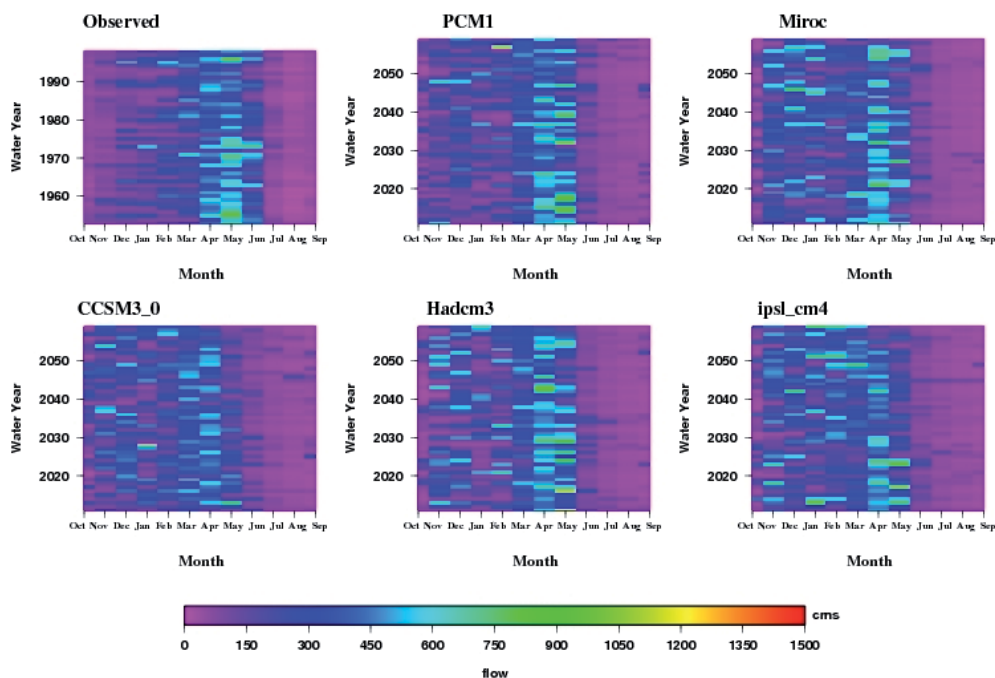 Observed
PCM1
Miroc
Water Year
1990
1980
1970
1960
Water Year
2050
2040
2030
2020
Water Year
2050
2040
2030
2020
Oct Nov Dec Jan Feb Mar Apr May Jun Jul Aug Sep
Oct Nov Dec Jan Feb Mar Apr May Jun Jul Aug Sep
Oct Nov Dec Jan Feb Mar Apr May Jun Jul Aug Sep
Month
Month
Month
CCSM3_0
Hadcm3
ipsl_cm4
Water Year
2050
2040
2030
2020
Water Year
2050
2040
2030
2020
Water Year
2050
2040
2030
2020
Oct Nov Dec Jan Feb Mar Apr May Jun Jul Aug Sep
Oct Nov Dec Jan Feb Mar Apr May Jun Jul Aug Sep
Oct Nov Dec Jan Feb Mar Apr May Jun Jul Aug Sep
Month
Month
Month
cms
0 150 300 450 600 750 900 1050 1200 1350 1500
flow